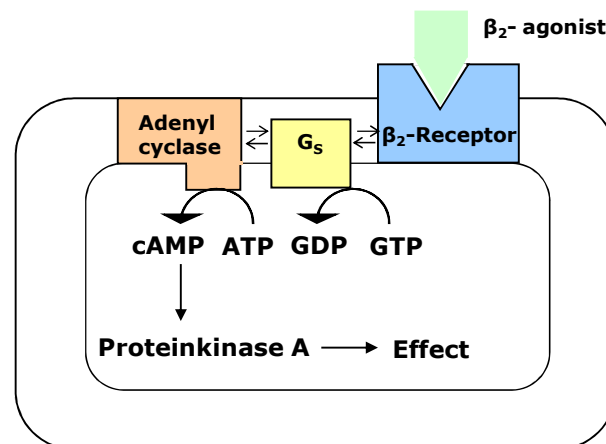 β₂- agonist
Adenyl
cyclase
Gₛ
β₂-Receptor
cAMP ATP GDP GTP
Proteinkinase A Effect